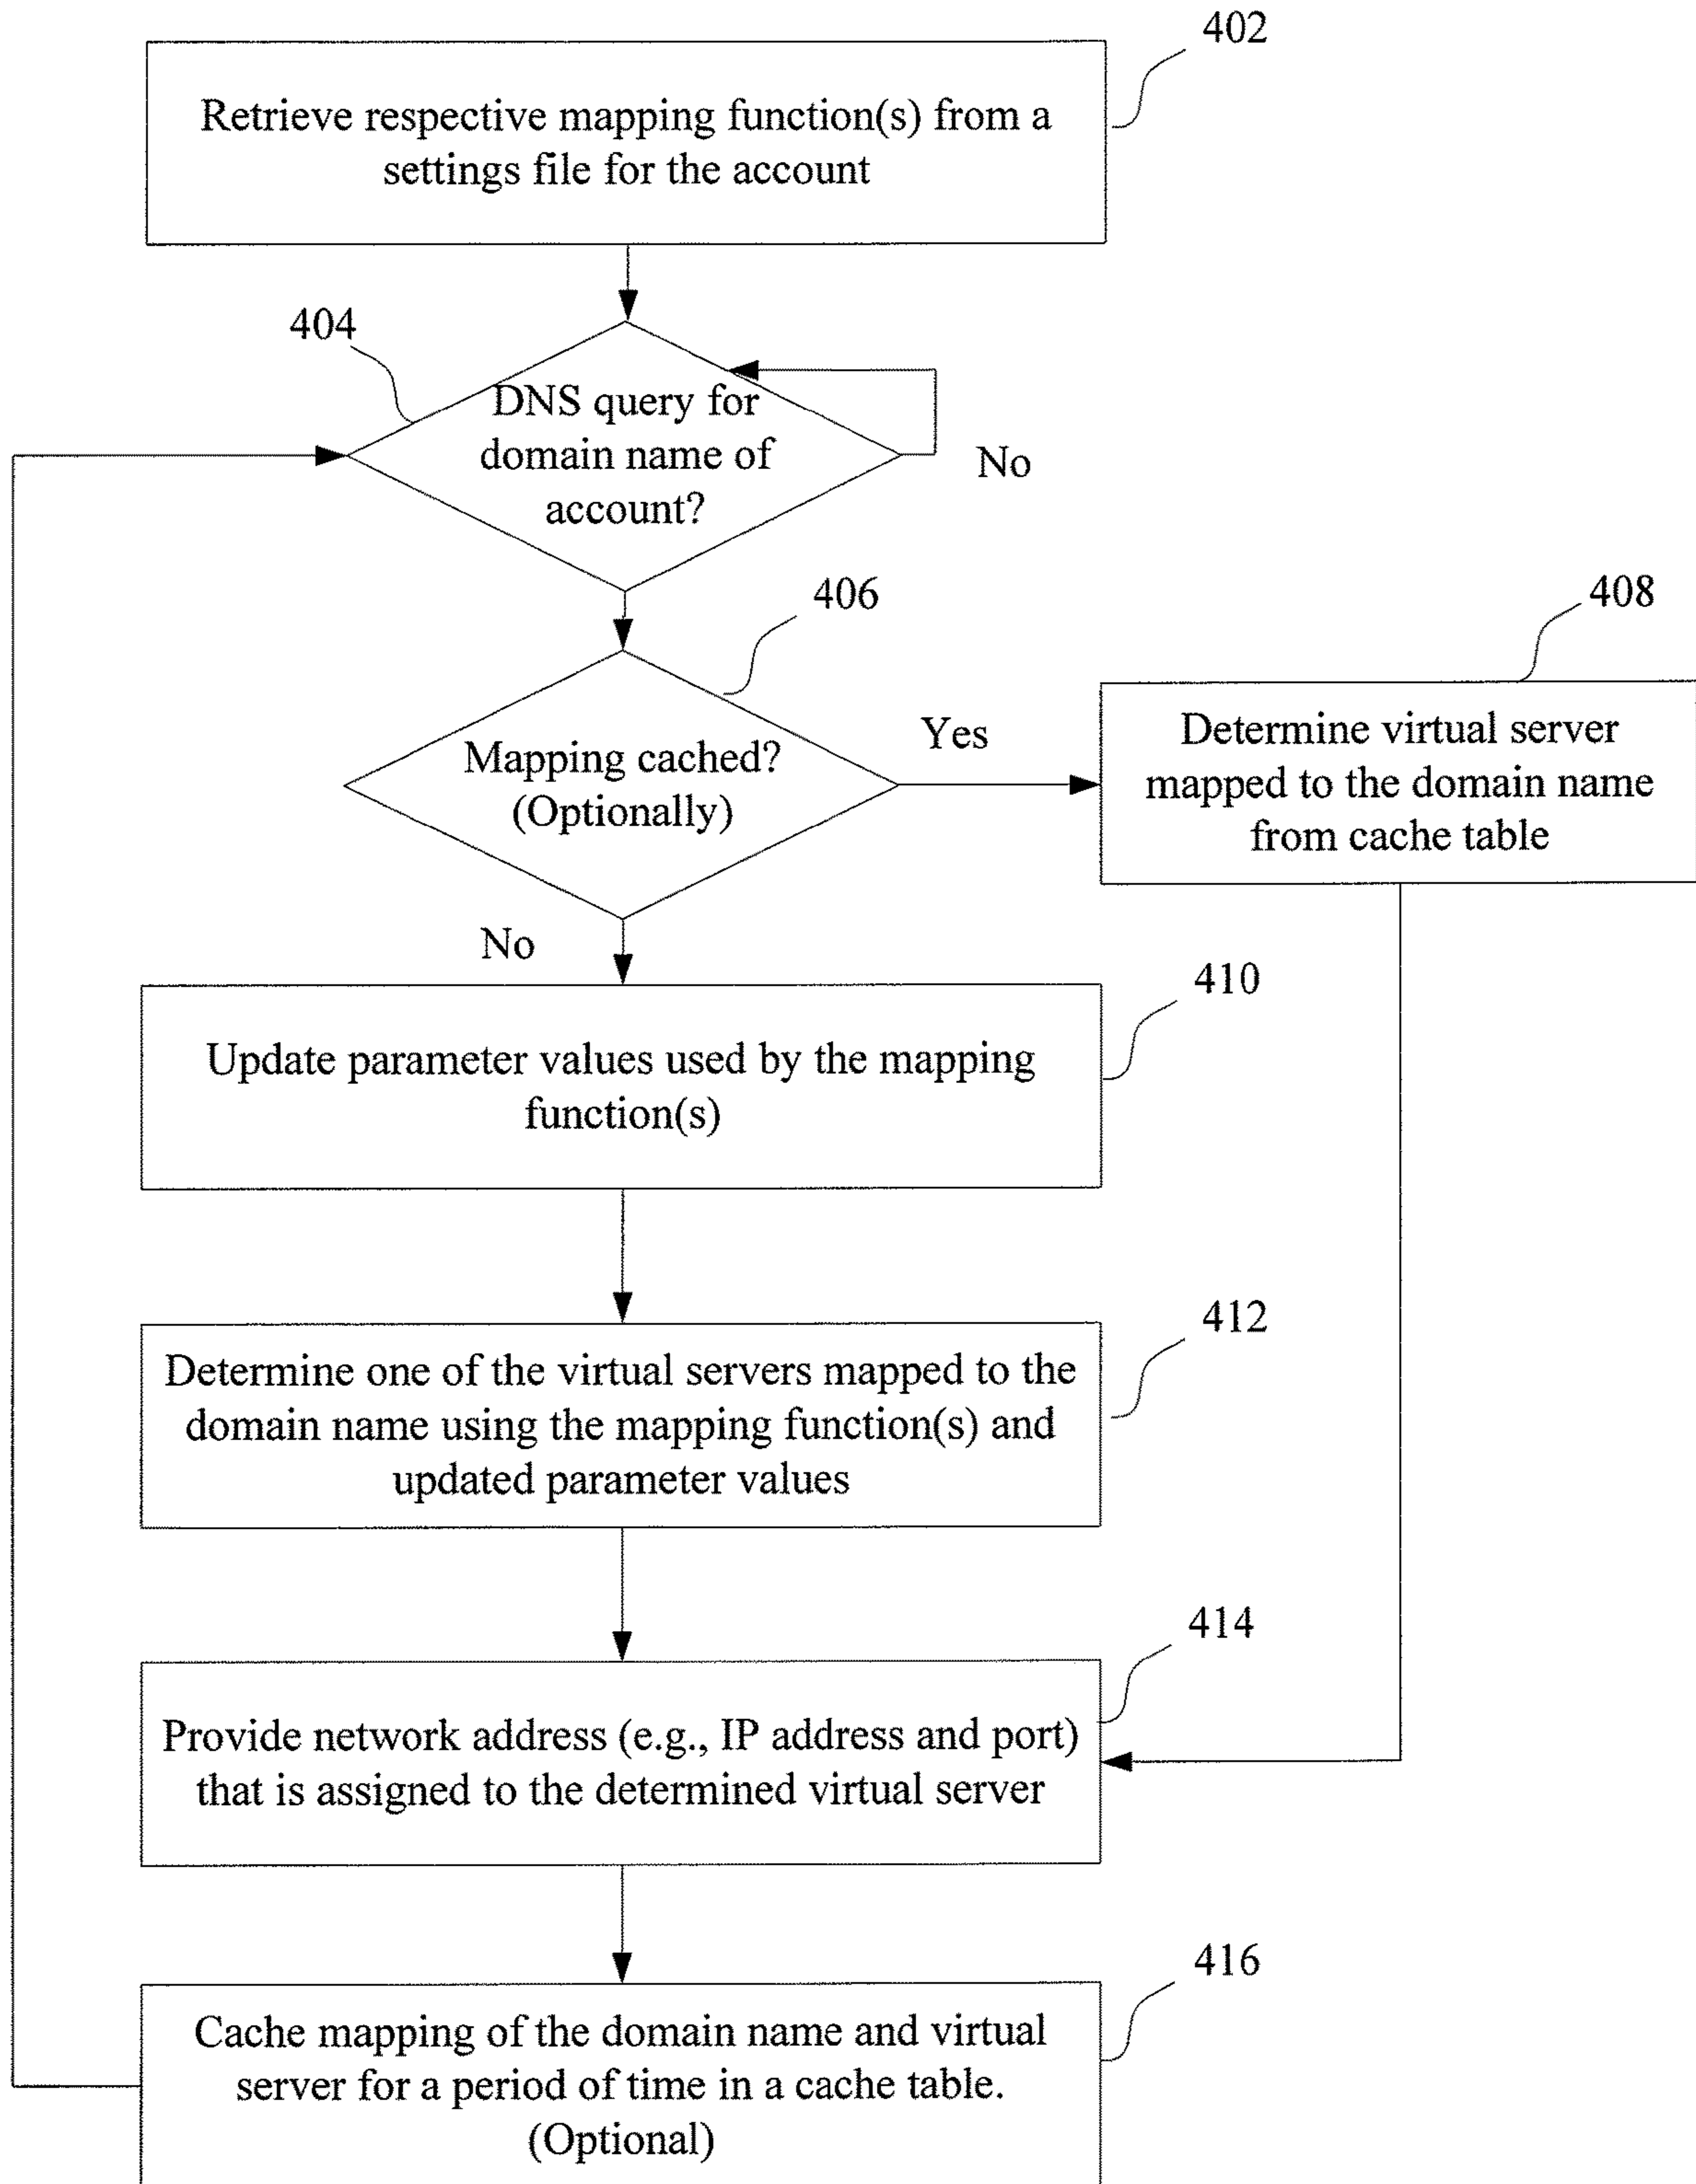 402
Retrieve respective mapping function(s) from a
settings file for the account
404
DNS query for
domain name of
account?
No
406
408
Mapping cached?
(Optionally)
Yes
Determine virtual server
mapped to the domain name
from cache table
No
410
Update parameter values used by the mapping
function(s)
412
Determine one of the virtual servers mapped to the
domain name using the mapping function(s) and
updated parameter values
414
Provide network address (e.g., IP address and port)
that is assigned to the determined virtual server
416
Cache mapping of the domain name and virtual
server for a period of time in a cache table.
(Optional)